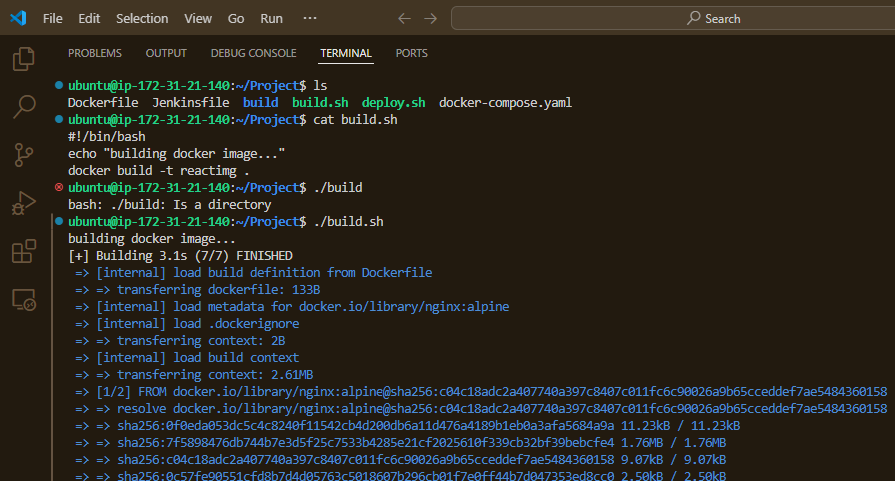 File Edit Selection View Go Run ··· ← → Search
PROBLEMS OUTPUT DEBUG CONSOLE TERMINAL PORTS
ubuntu@ip-172-31-21-140:~/Project$ ls
Dockerfile Jenkinsfile build build.sh deploy.sh docker-compose.yaml
ubuntu@ip-172-31-21-140:~/Project$ cat build.sh
#!/bin/bash
echo "building docker image..."
docker build -t reactimg .
ubuntu@ip-172-31-21-140:~/Project$ ./build
bash: ./build: Is a directory
ubuntu@ip-172-31-21-140:~/Project$ ./build.sh
building docker image...
[+] Building 3.1s (7/7) FINISHED
=> [internal] load build definition from Dockerfile
=> => transferring dockerfile: 133B
=> [internal] load metadata for docker.io/library/nginx:alpine
=> [internal] load .dockerignore
=> => transferring context: 2B
=> [internal] load build context
=> => transferring context: 2.61MB
=> [1/2] FROM docker.io/library/nginx:alpine@sha256:c04c18adc2a407740a397c8407c011fc6c90026a9b65cceddef7ae5484360158
=> => resolve docker.io/library/nginx:alpine@sha256:c04c18adc2a407740a397c8407c011fc6c90026a9b65cceddef7ae5484360158
=> => sha256:0f0eda053dc5c4c8240f11542cb4d200db6a11d476a4189b1eb0a3afa5684a9a 11.23kB / 11.23kB
=> => sha256:7f5898476db744b7e3d5f25c7533b4285e21cf2025610f339cb32bf39bebcfe4 1.76MB / 1.76MB
=> => sha256:c04c18adc2a407740a397c8407c011fc6c90026a9b65cceddef7ae5484360158 9.07kB / 9.07kB
=> => sha256:0c57fe90551cfd8b7d4d05763c5018607b296cb01f7e0ff44b7d047353ed8cc0 2.50kB / 2.50kB